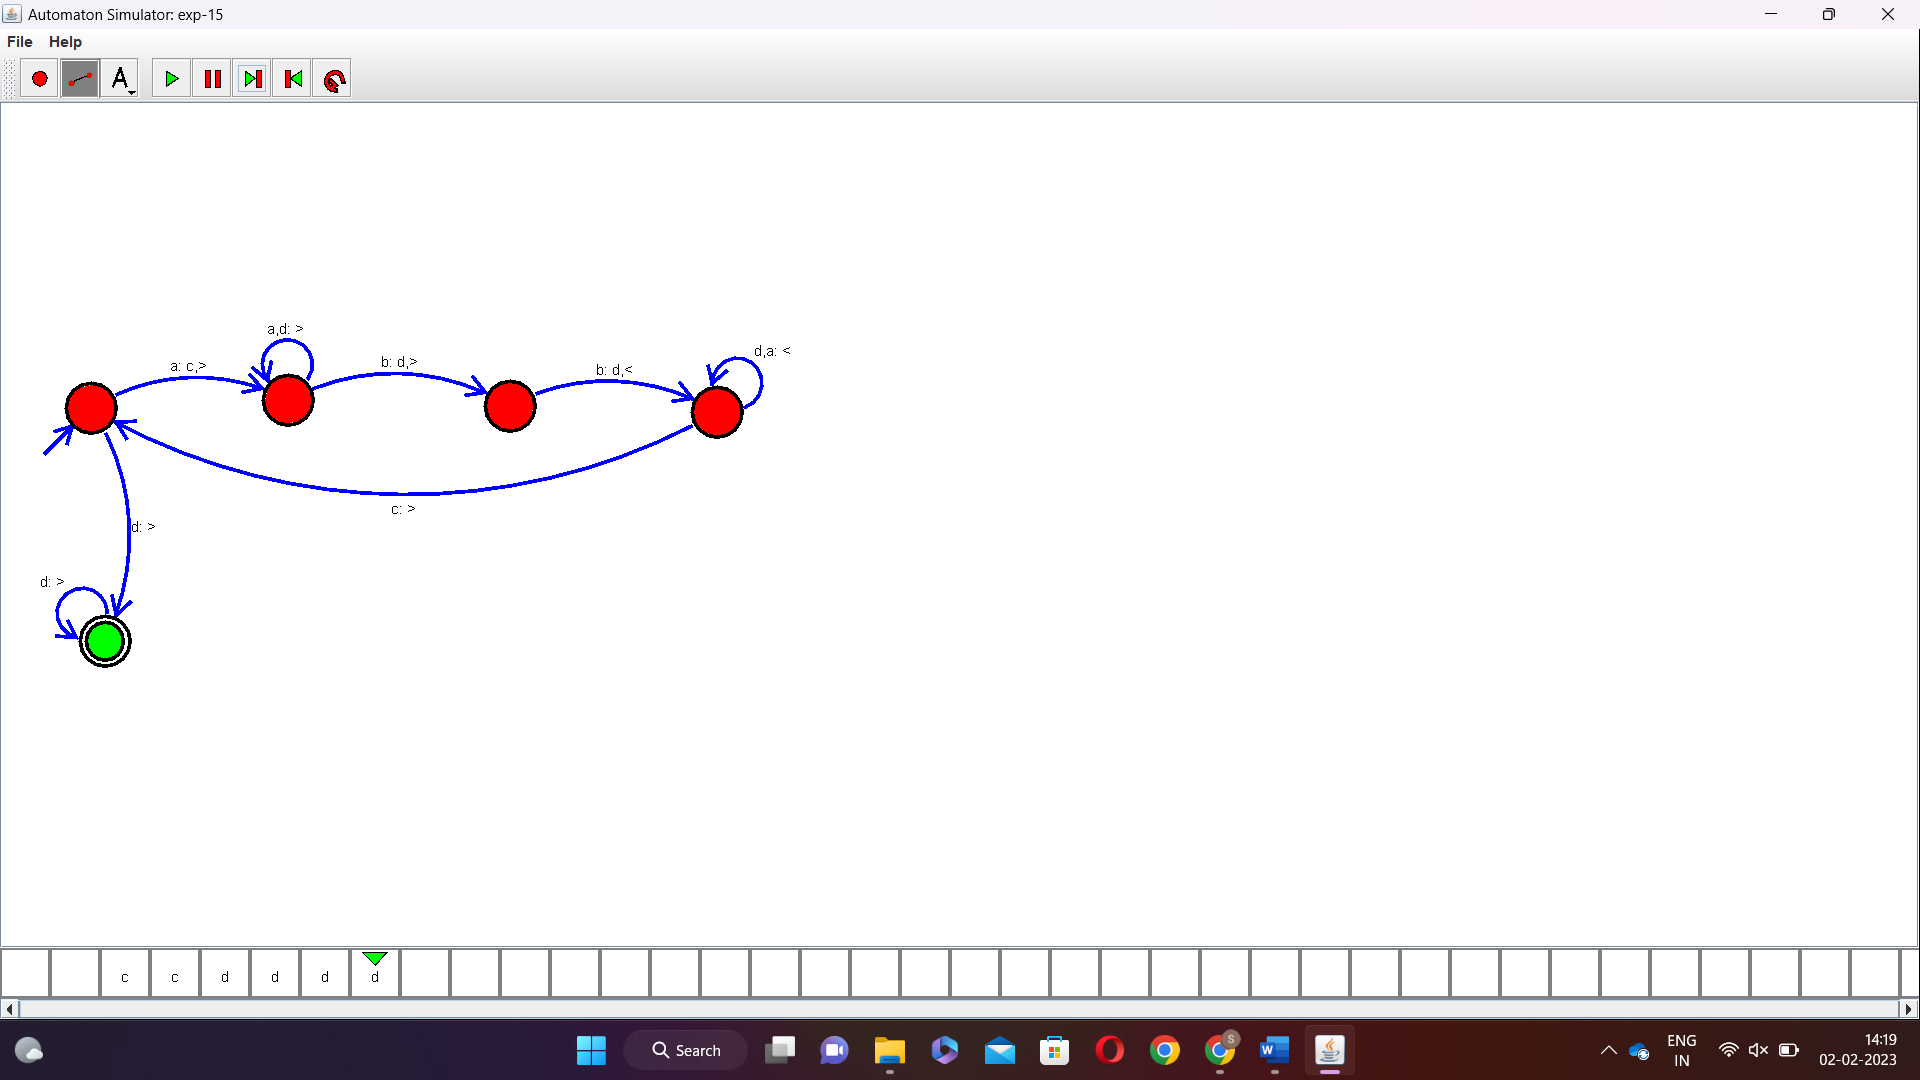 Automaton Simulator: exp-15
File Help
A
a,d: >
d,a: <
a: c,>
b: d,>
b: d,<
c: >
d: >
d: >
c c d d d d
Search
S
W
ENG
IN
14:19
02-02-2023